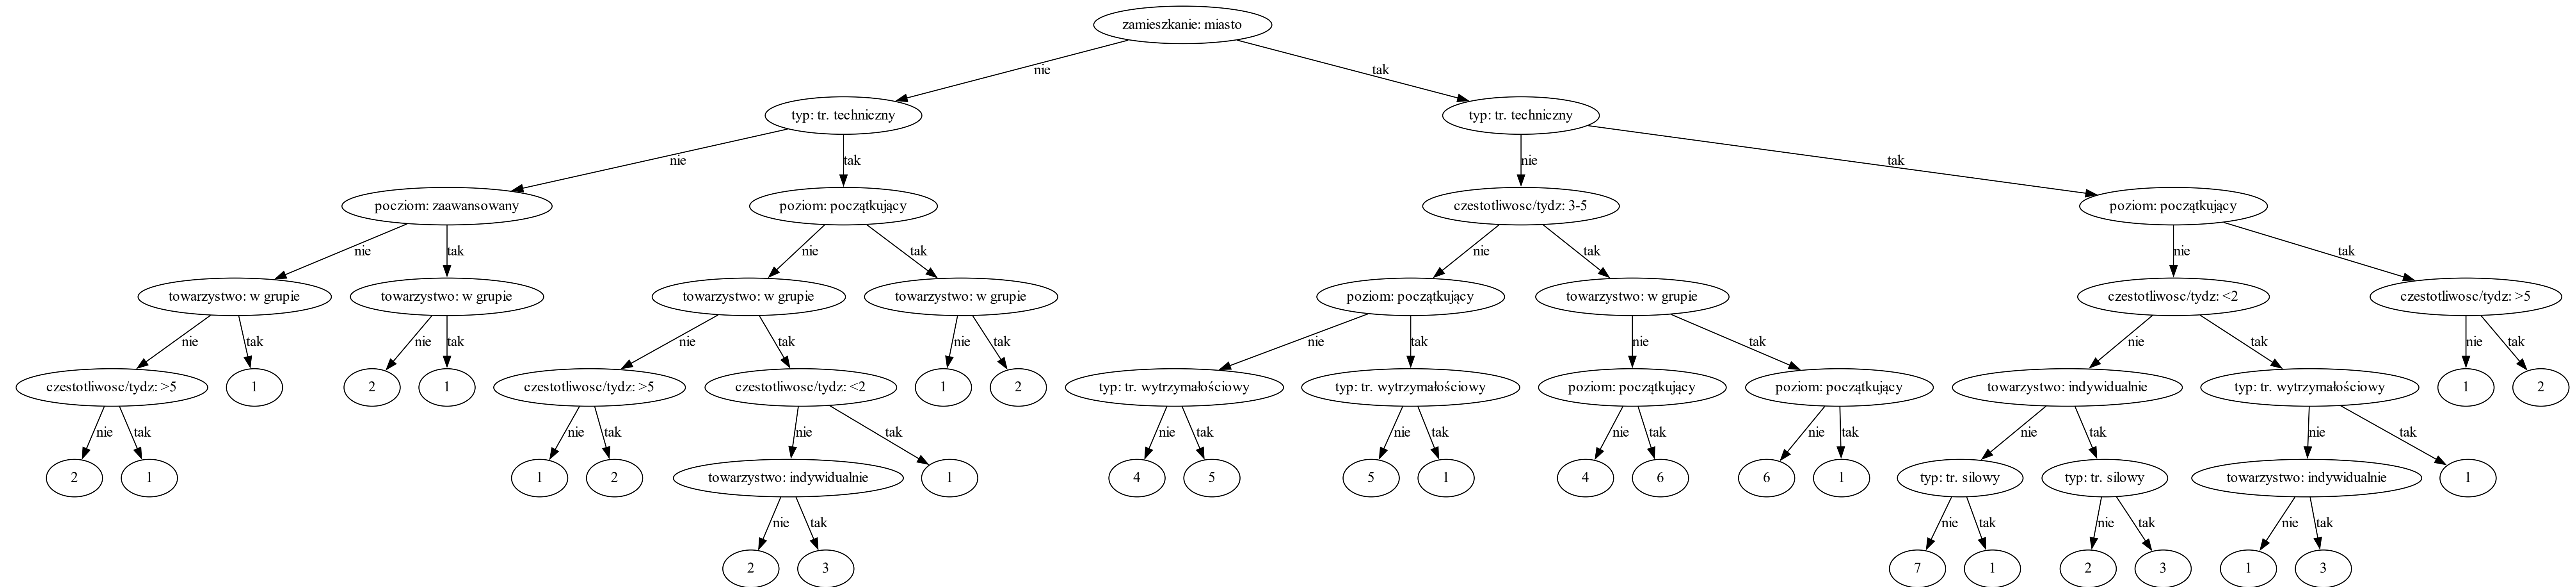 zamieszkanie: miasto
nie
tak
typ: tr. techniczny
typ: tr. techniczny
nie
tak
nie
tak
pocziom: zaawansowany
poziom: początkujący
czestotliwosc/tydz: 3-5
poziom: początkujący
nie
tak
nie
tak
nie
tak
nie
tak
towarzystwo: w grupie
towarzystwo: w grupie
towarzystwo: w grupie
towarzystwo: w grupie
poziom: początkujący
towarzystwo: w grupie
czestotliwosc/tydz: <2
czestotliwosc/tydz: >5
nie
tak
nie
tak
nie
tak
nie
tak
nie
tak
nie
tak
nie
tak
nie
tak
czestotliwosc/tydz: >5
1
2
1
czestotliwosc/tydz: >5
czestotliwosc/tydz: <2
1
2
typ: tr. wytrzymałościowy
typ: tr. wytrzymałościowy
poziom: początkujący
poziom: początkujący
towarzystwo: indywidualnie
typ: tr. wytrzymałościowy
1
2
nie
tak
nie
tak
nie
tak
nie
tak
nie
tak
nie
tak
nie
tak
nie
tak
nie
tak
2
1
1
2
towarzystwo: indywidualnie
1
4
5
5
1
4
6
6
1
typ: tr. silowy
typ: tr. silowy
towarzystwo: indywidualnie
1
nie
tak
nie
tak
nie
tak
nie
tak
2
3
7
1
2
3
1
3